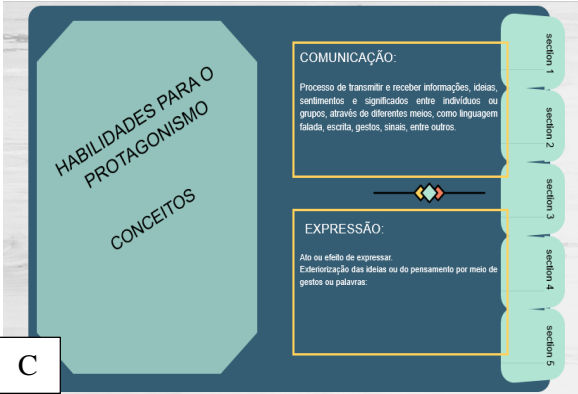 HABILIDADES PARA O
PROTAGONISMO
CONCEITOS
COMUNICAÇÃO:
Processo de transmitir e receber informações, ideias,
sentimentos e significados entre indivíduos ou
grupos, através de diferentes meios, como linguagem
falada, escrita, gestos, sinais, entre outros.
EXPRESSÃO:
Ato ou efeito de expressar.
Exteriorização das ideias ou do pensamento por meio de
gestos ou palavras:
section 1
section 2
section 3
section 4
section 5
C